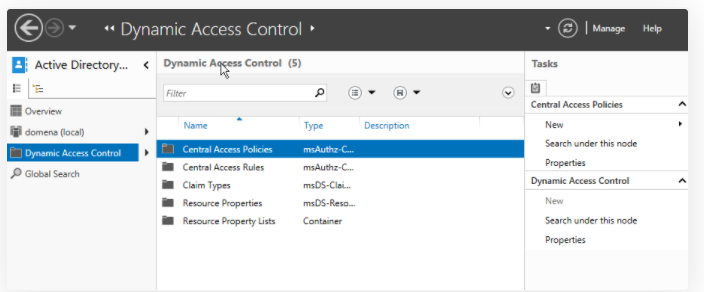 Dynamic Access Control
Manage Help
Active Directory...
Overview
domena (local)
Dynamic Access Control
Global Search
Dynamic Access Control (5)
Filter
Name Type Description
Central Access Policies msAuthz-C...
Central Access Rules msAuthz-C...
Claim Types msDS-Clai...
Resource Properties msDS-Reso...
Resource Property Lists Container
Tasks
Central Access Policies
New
Search under this node
Properties
Dynamic Access Control
New
Search under this node
Properties